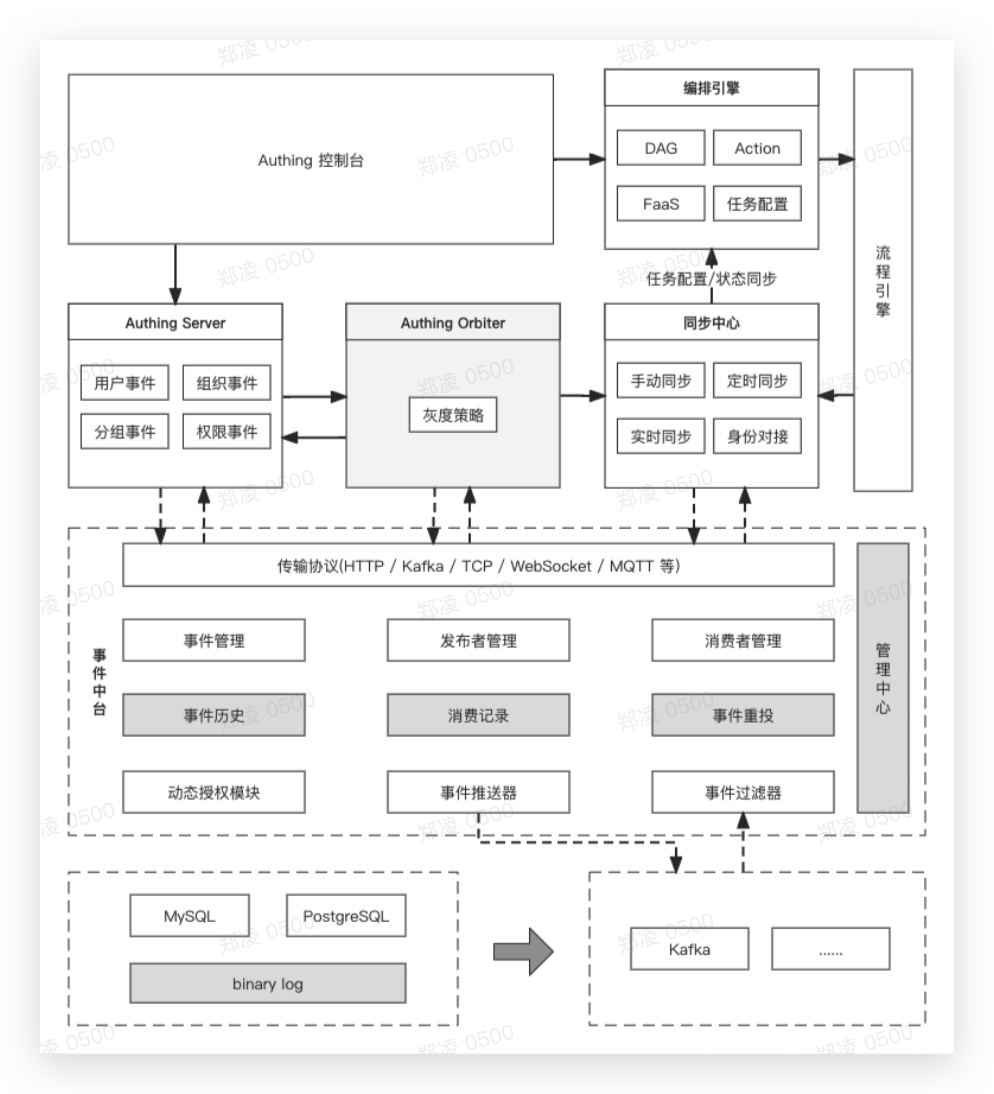 Authing 控制台
编排引擎
DAG
Action
FaaS
任务配置
流程引擎
任务配置/状态同步
Authing Server
用户事件
组织事件
分组事件
权限事件
Authing Orbiter
灰度策略
同步中心
手动同步
定时同步
实时同步
身份对接
事件中台
传输协议(HTTP / Kafka / TCP / WebSocket / MQTT 等)
管理中心
事件管理
发布者管理
消费者管理
事件历史
消费记录
事件重投
动态授权模块
事件推送器
事件过滤器
MySQL
PostgreSQL
binary log
Kafka
......
郑凌 0500